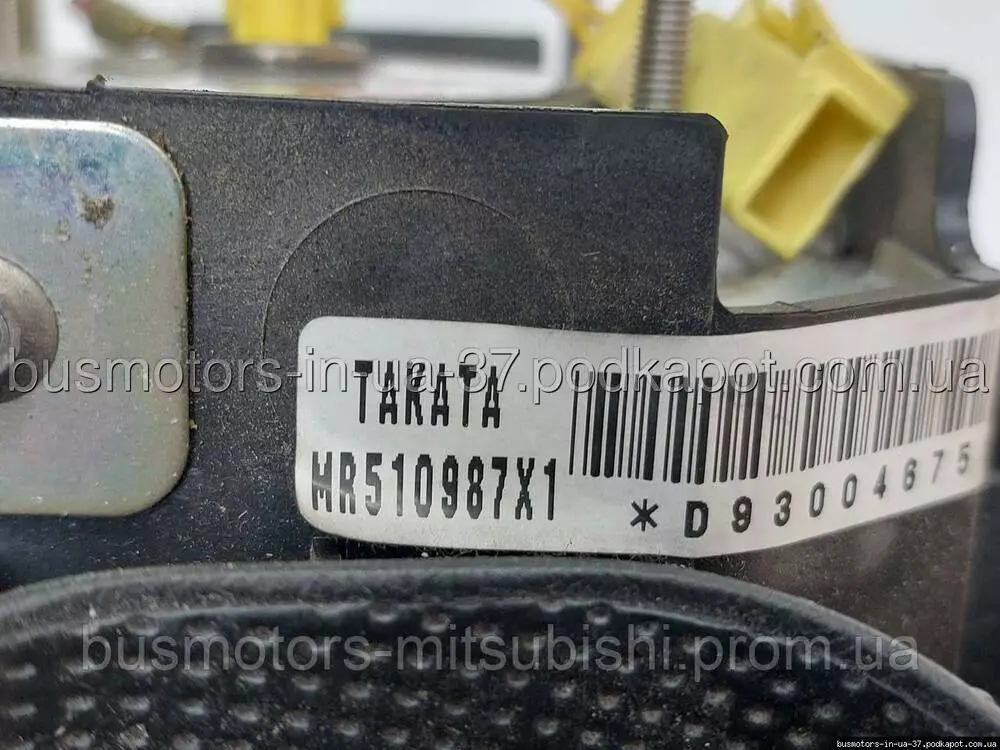 busmotors-in-ua-37.podkapot.com.ua
TAKATA
MR510987X1
*D93004675
busmotors-mitsubishi.prom.ua
busmotors-in-ua-37.podkapot.com.ua